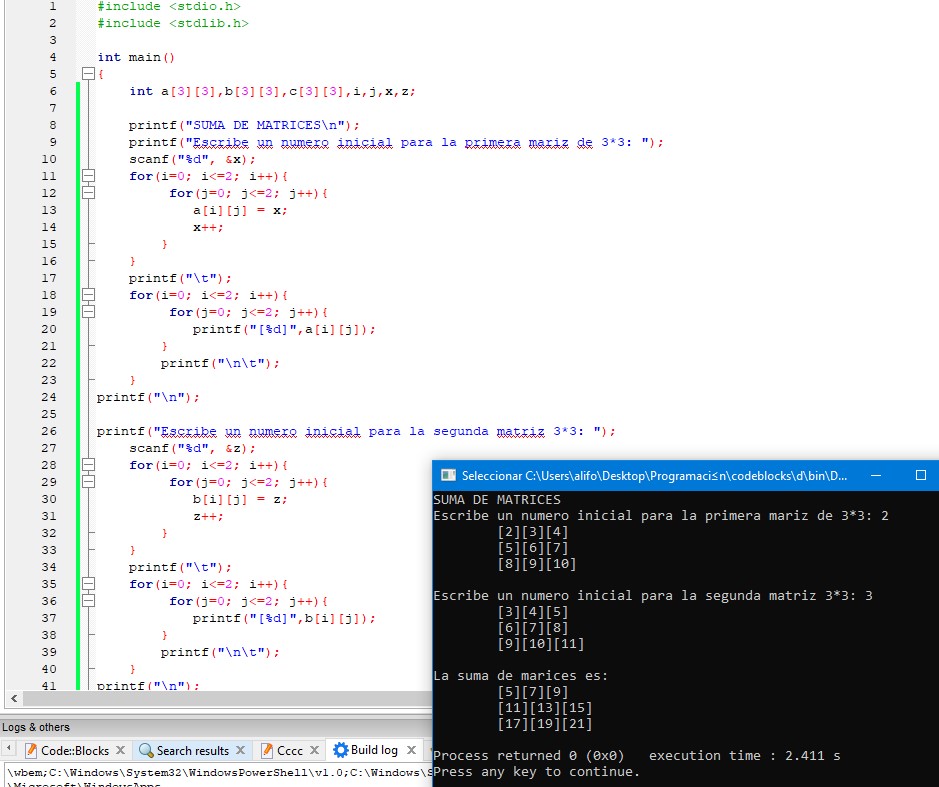 1 #include <stdio.h>
2 #include <stdlib.h>
3
4 int main()
5 {
6 int a[3][3],b[3][3],c[3][3],i,j,x,z;
7
8 printf("SUMA DE MATRICES\n");
9 printf("Escribe un numero inicial para la primera mariz de 3*3: ");
10 scanf("%d", &x);
11 for(i=0; i<=2; i++){
12 for(j=0; j<=2; j++){
13 a[i][j] = x;
14 x++;
15 }
16 }
17 printf("\t");
18 for(i=0; i<=2; i++){
19 for(j=0; j<=2; j++){
20 printf("[%d]",a[i][j]);
21 }
22 printf("\n\t");
23 }
24 printf("\n");
25
26 printf("Escribe un numero inicial para la segunda matriz 3*3: ");
27 scanf("%d", &z);
28 for(i=0; i<=2; i++){
29 for(j=0; j<=2; j++){
30 b[i][j] = z;
31 z++;
32 }
33 }
34 printf("\t");
35 for(i=0; i<=2; i++){
36 for(j=0; j<=2; j++){
37 printf("[%d]",b[i][j]);
38 }
39 printf("\n\t");
40 }
41 printf("\n");
Seleccionar C:\Users\alifo\Desktop\Programaci≤n\codeblocks\d\bin\D...
SUMA DE MATRICES
Escribe un numero inicial para la primera mariz de 3*3: 2
[2][3][4]
[5][6][7]
[8][9][10]
Escribe un numero inicial para la segunda matriz 3*3: 3
[3][4][5]
[6][7][8]
[9][10][11]
La suma de marices es:
[5][7][9]
[11][13][15]
[17][19][21]
Process returned 0 (0x0) execution time : 2.411 s
Press any key to continue.
Logs & others
Code::Blocks Search results Cccc Build log
\wbem;C:\Windows\System32\WindowsPowerShell\v1.0;C:\Windows\S
\Microsoft\WindowsApps